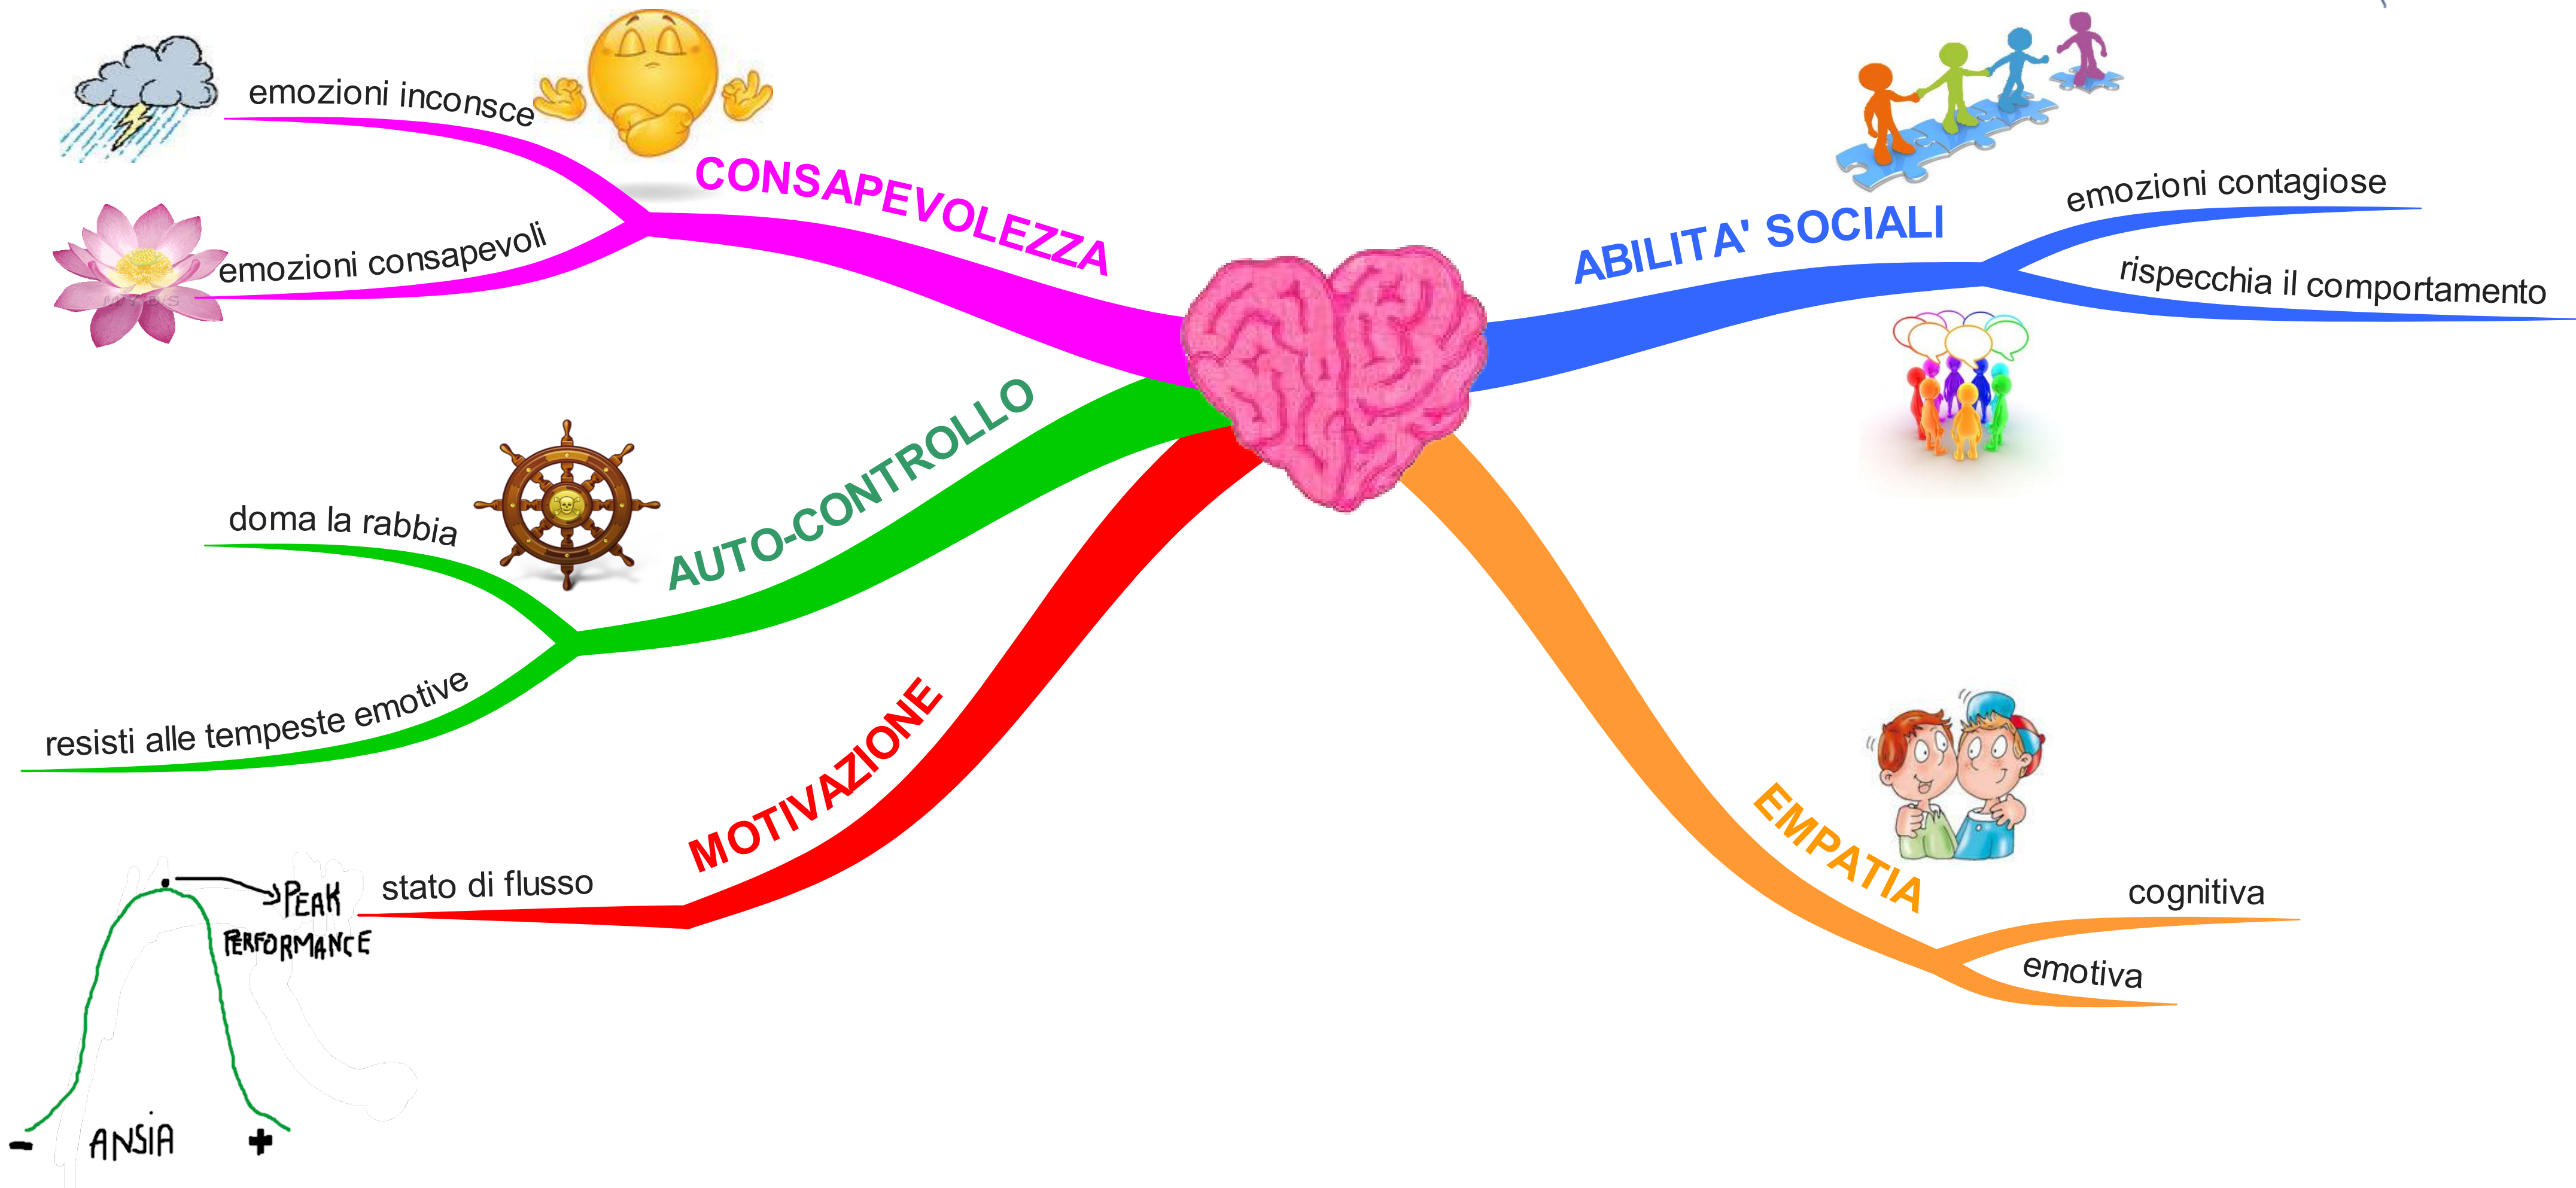 emozioni inconsce
emozioni consapevoli
CONSAPEVOLEZZA
doma la rabbia
resisti alle tempeste emotive
AUTO-CONTROLLO
stato di flusso
MOTIVAZIONE
PEAK
PERFORMANCE
- ANSIA +
ABILITA' SOCIALI
emozioni contagiose
rispecchia il comportamento
EMPATIA
cognitiva
emotiva